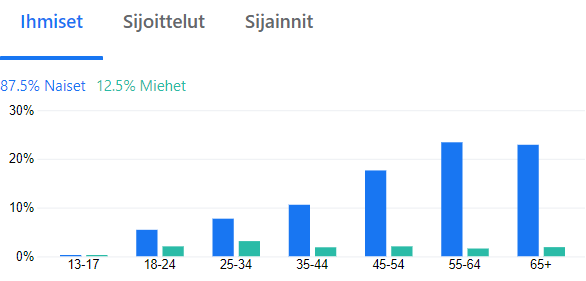 Ihmiset Sijoittelut Sijainnit
87.5% Naiset 12.5% Miehet
30%
20%
10%
0%
13-17 18-24 25-34 35-44 45-54 55-64 65+